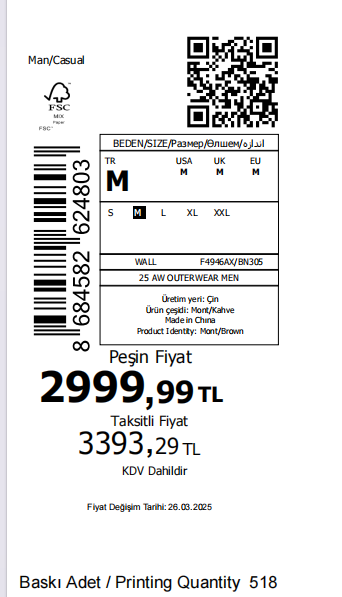 Man/Casual
FSC
MIX
Paper
FSC®
8 684582 624803
BEDEN/SIZE/Размер/Өлшем/اندازه
TR USA UK EU
M M M M
S M L XL XXL
WALL F4946AX/BN305
25 AW OUTERWEAR MEN
Üretim yeri: Çin
Ürün çeşidi: Mont/Kahve
Made in China
Product Identity: Mont/Brown
Peşin Fiyat
2999,99 TL
Taksitli Fiyat
3393,29 TL
KDV Dahildir
Fiyat Değişim Tarihi: 26.03.2025
Baskı Adet / Printing Quantity 518